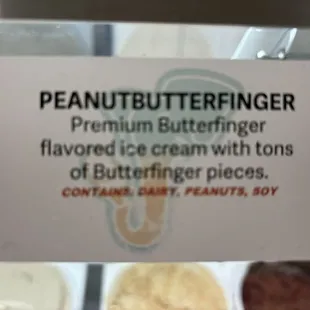 PEANUTBUTTERFINGER
Premium Butterfinger
flavored ice cream with tons
of Butterfinger pieces.
CONTAINS: DAIRY, PEANUTS, SOY